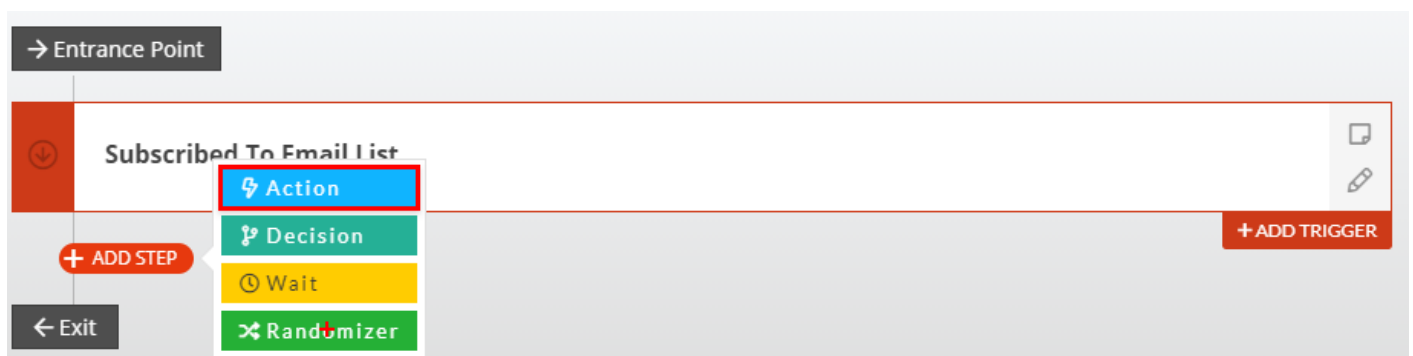 → Entrance Point
Subscribed To Email List
Action
Decision
+ ADD TRIGGER
+ ADD STEP
Wait
← Exit
Randomizer